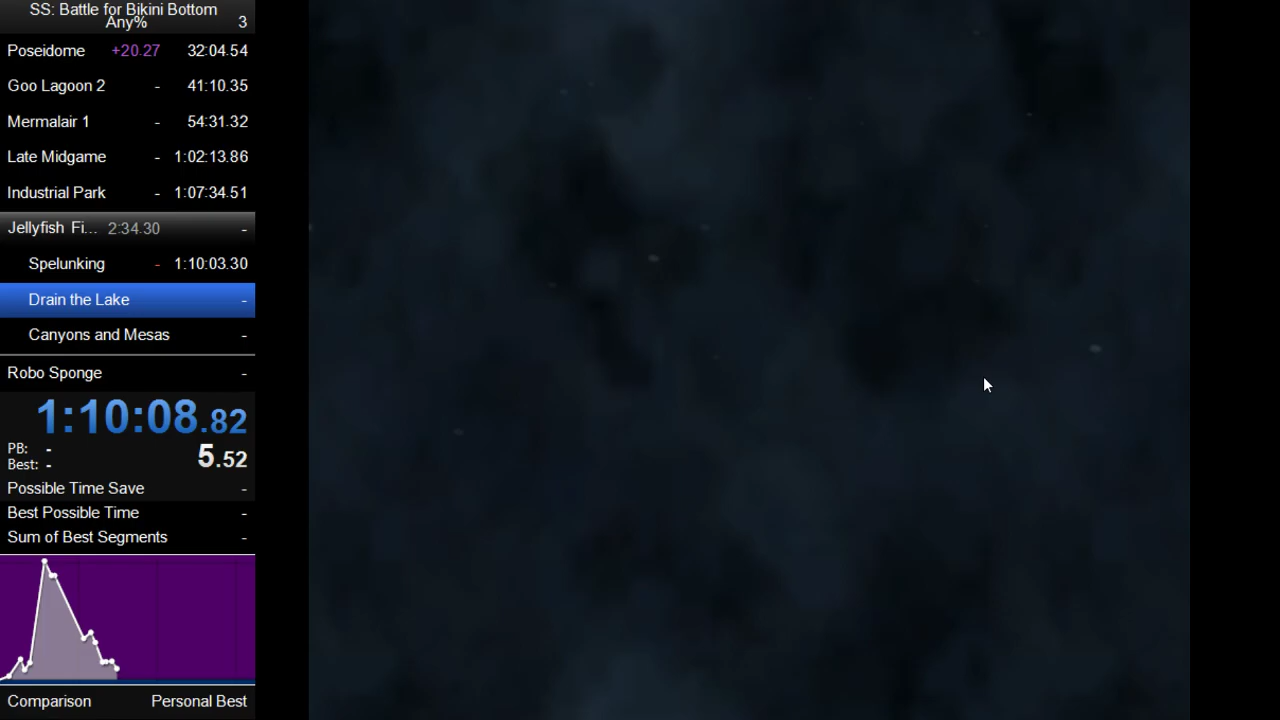 SS: Battle for Bikini Bottom
Any% 3
Poseidome +20.27 32:04.54
Goo Lagoon 2 - 41:10.35
Mermalair 1 - 54:31.32
Late Midgame - 1:02:13.86
Industrial Park - 1:07:34.51
Jellyfish Fi... 2:34.30 -
Spelunking - 1:10:03.30
Drain the Lake -
Canyons and Mesas -
Robo Sponge -
1:10:08.82
PB: - 5.52
Best: -
Possible Time Save -
Best Possible Time -
Sum of Best Segments -
Comparison Personal Best